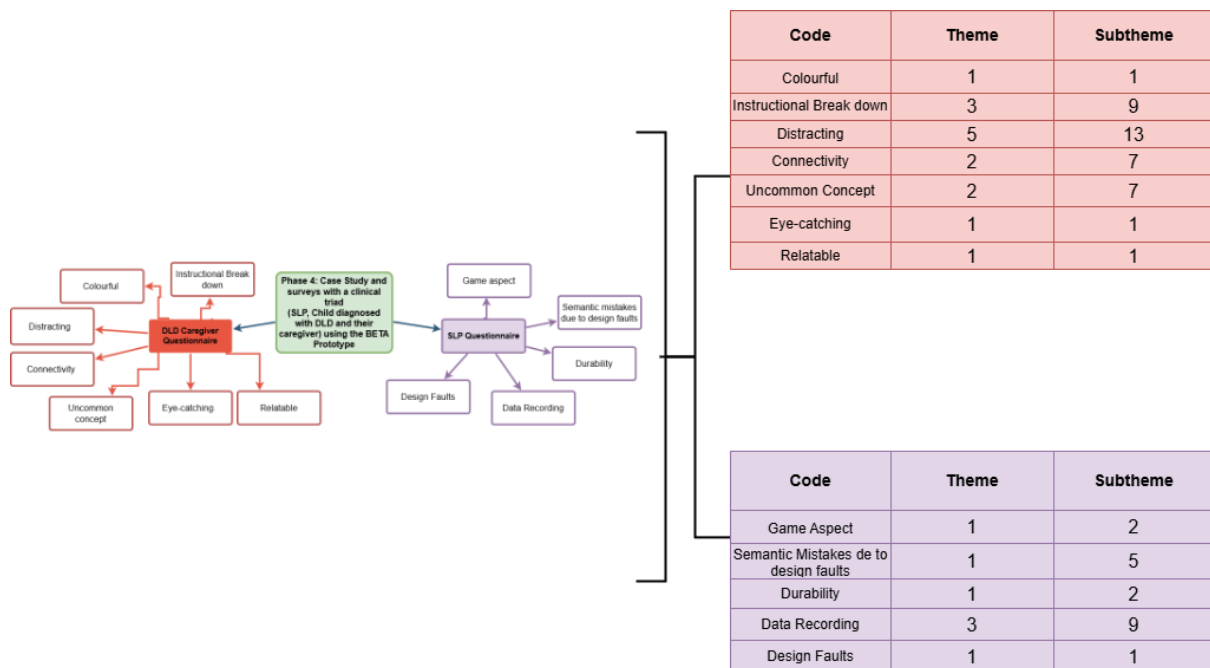 Phase 4: Case Study and
surveys with a clinical
triad
(SLP, Child diagnosed
with DLD and their
caregiver) using the BETA
Prototype
DLD Caregiver
Questionnaire
Colourful
Instructional Break
down
Distracting
Connectivity
Uncommon
concept
Eye-catching
Relatable
SLP Questionnaire
Game aspect
Semantic mistakes
due to design faults
Durability
Data Recording
Design Faults
Code Theme Subtheme
Colourful 1 1
Instructional Break down 3 9
Distracting 5 13
Connectivity 2 7
Uncommon Concept 2 7
Eye-catching 1 1
Relatable 1 1
Code Theme Subtheme
Game Aspect 1 2
Semantic Mistakes de to
design faults 1 5
Durability 1 2
Data Recording 3 9
Design Faults 1 1